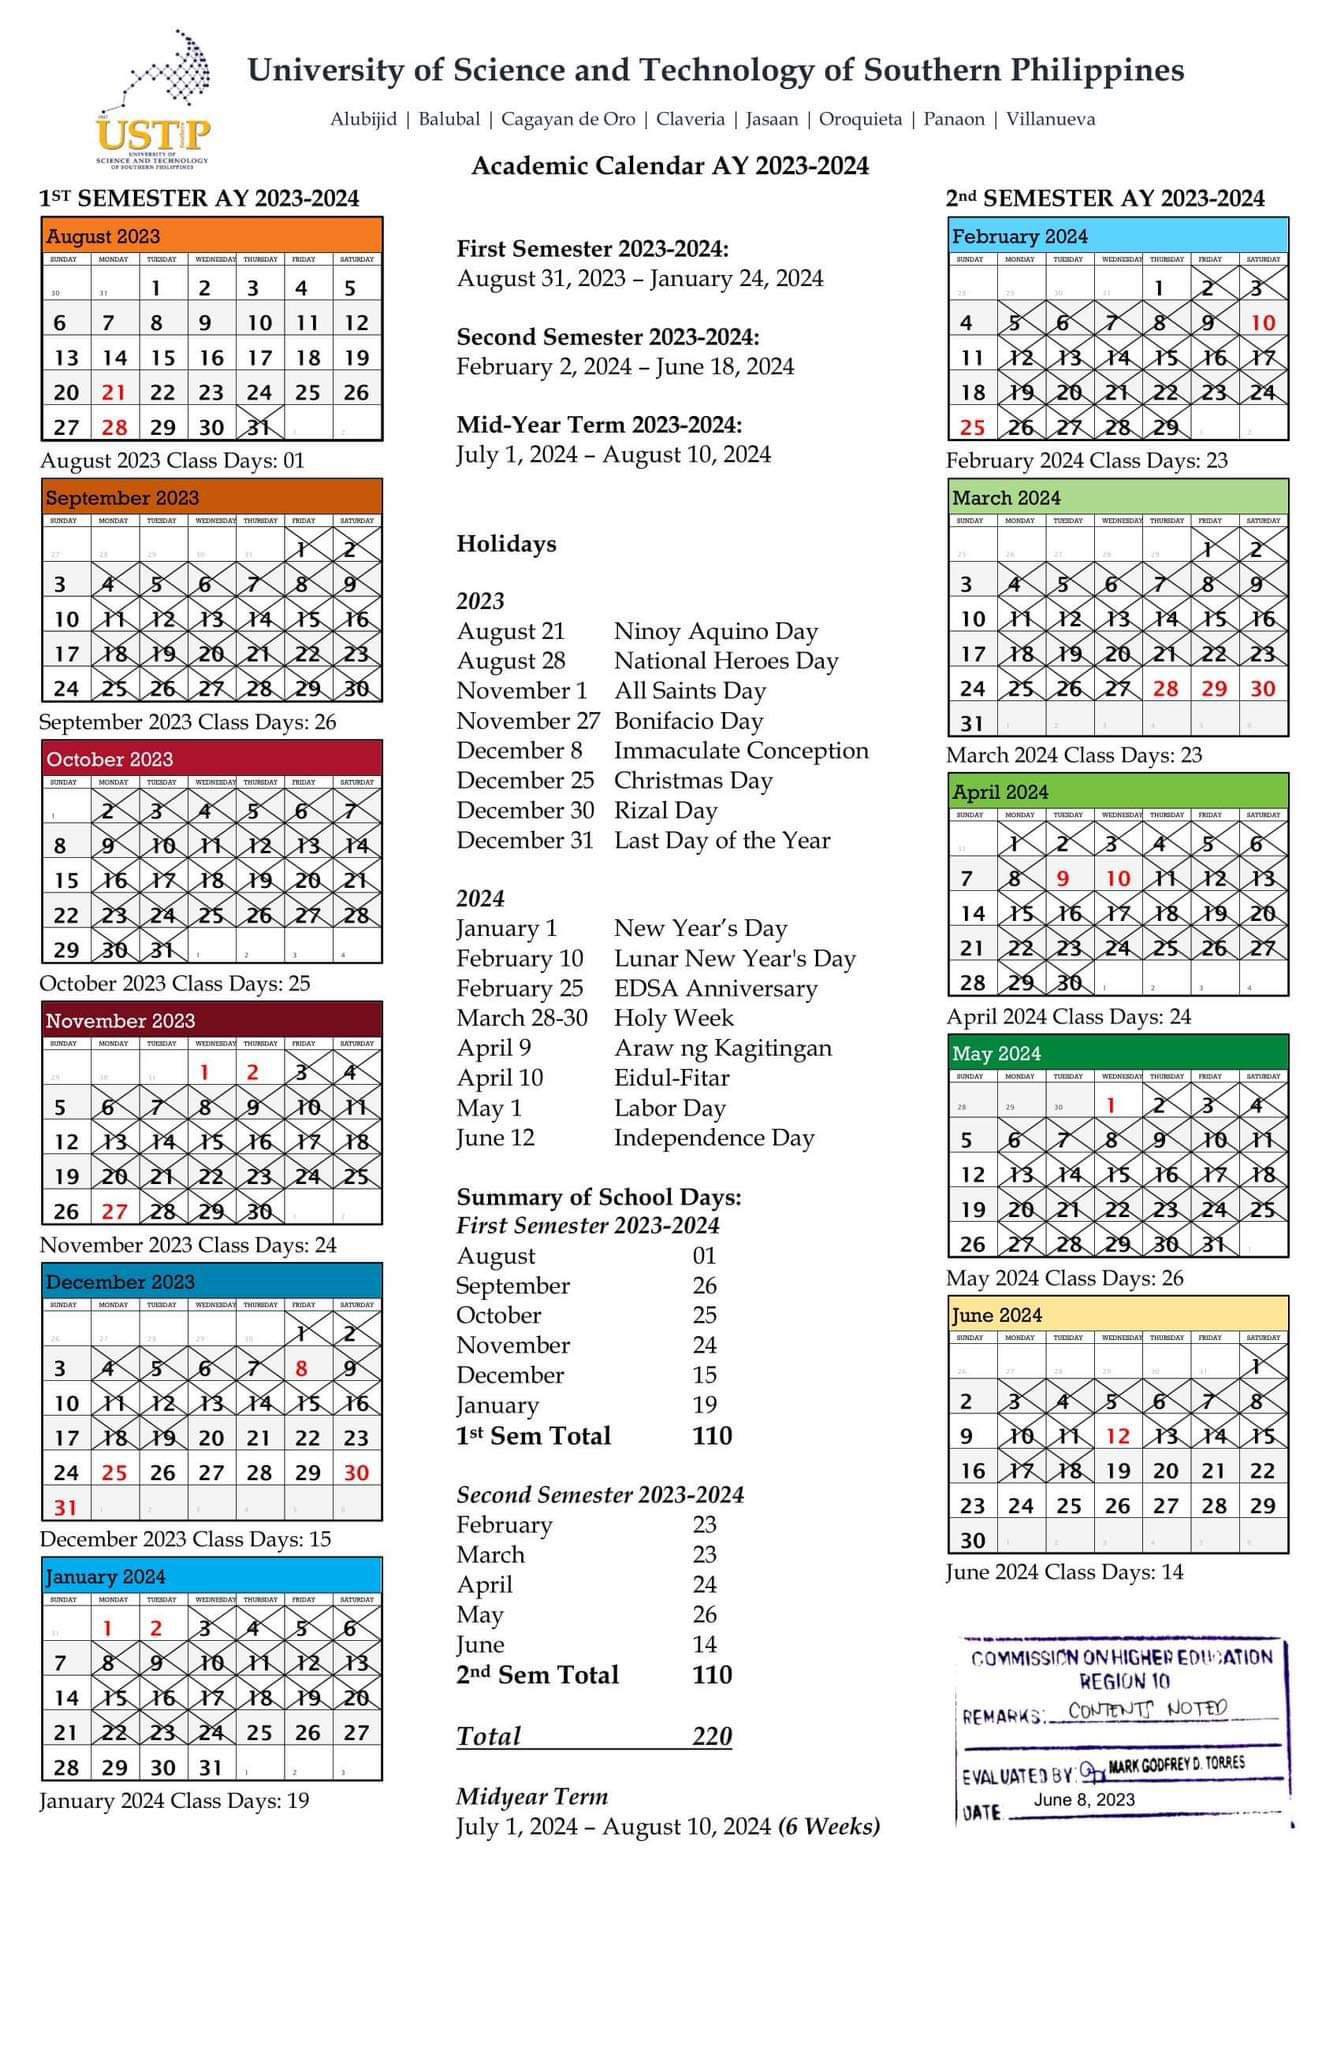 University of Science and Technology of Southern Philippines
Alubijid | Balubal | Cagayan de Oro | Claveria | Jasaan | Oroquieta | Panaon | Villanueva
USTP
UNIVERSITY OF
SCIENCE AND TECHNOLOGY
OF SOUTHERN PHILIPPINES
Academic Calendar AY 2023-2024
1ST SEMESTER AY 2023-2024
August 2023
SUNDAY MONDAY TUESDAY WEDNESDAY THURSDAY FRIDAY SATURDAY
30 31 1 2 3 4 5
6 7 8 9 10 11 12
13 14 15 16 17 18 19
20 21 22 23 24 25 26
27 28 29 30 31 1 2
August 2023 Class Days: 01
September 2023
SUNDAY MONDAY TUESDAY WEDNESDAY THURSDAY FRIDAY SATURDAY
27 28 29 30 31 1 2
3 4 5 6 7 8 9
10 11 12 13 14 15 16
17 18 19 20 21 22 23
24 25 26 27 28 29 30
September 2023 Class Days: 26
October 2023
SUNDAY MONDAY TUESDAY WEDNESDAY THURSDAY FRIDAY SATURDAY
1 2 3 4 5 6 7
8 9 10 11 12 13 14
15 16 17 18 19 20 21
22 23 24 25 26 27 28
29 30 31 1 2 3 4
October 2023 Class Days: 25
November 2023
SUNDAY MONDAY TUESDAY WEDNESDAY THURSDAY FRIDAY SATURDAY
29 30 31 1 2 3 4
5 6 7 8 9 10 11
12 13 14 15 16 17 18
19 20 21 22 23 24 25
26 27 28 29 30 1 2
November 2023 Class Days: 24
December 2023
SUNDAY MONDAY TUESDAY WEDNESDAY THURSDAY FRIDAY SATURDAY
26 27 28 29 30 1 2
3 4 5 6 7 8 9
10 11 12 13 14 15 16
17 18 19 20 21 22 23
24 25 26 27 28 29 30
31 1 2 3 4 5 6
December 2023 Class Days: 15
January 2024
SUNDAY MONDAY TUESDAY WEDNESDAY THURSDAY FRIDAY SATURDAY
31 1 2 3 4 5 6
7 8 9 10 11 12 13
14 15 16 17 18 19 20
21 22 23 24 25 26 27
28 29 30 31 1 2 3
January 2024 Class Days: 19
First Semester 2023-2024:
August 31, 2023 – January 24, 2024
Second Semester 2023-2024:
February 2, 2024 – June 18, 2024
Mid-Year Term 2023-2024:
July 1, 2024 – August 10, 2024
Holidays
2023
August 21 Ninoy Aquino Day
August 28 National Heroes Day
November 1 All Saints Day
November 27 Bonifacio Day
December 8 Immaculate Conception
December 25 Christmas Day
December 30 Rizal Day
December 31 Last Day of the Year
2024
January 1 New Year’s Day
February 10 Lunar New Year's Day
February 25 EDSA Anniversary
March 28-30 Holy Week
April 9 Araw ng Kagitingan
April 10 Eidul-Fitar
May 1 Labor Day
June 12 Independence Day
Summary of School Days:
First Semester 2023-2024
August 01
September 26
October 25
November 24
December 15
January 19
1st Sem Total 110
Second Semester 2023-2024
February 23
March 23
April 24
May 26
June 14
2nd Sem Total 110
Total 220
Midyear Term
July 1, 2024 – August 10, 2024 (6 Weeks)
2nd SEMESTER AY 2023-2024
February 2024
SUNDAY MONDAY TUESDAY WEDNESDAY THURSDAY FRIDAY SATURDAY
28 29 30 31 1 2 3
4 5 6 7 8 9 10
11 12 13 14 15 16 17
18 19 20 21 22 23 24
25 26 27 28 29 1 2
February 2024 Class Days: 23
March 2024
SUNDAY MONDAY TUESDAY WEDNESDAY THURSDAY FRIDAY SATURDAY
25 26 27 28 29 1 2
3 4 5 6 7 8 9
10 11 12 13 14 15 16
17 18 19 20 21 22 23
24 25 26 27 28 29 30
31 1 2 3 4 5 6
March 2024 Class Days: 23
April 2024
SUNDAY MONDAY TUESDAY WEDNESDAY THURSDAY FRIDAY SATURDAY
31 1 2 3 4 5 6
7 8 9 10 11 12 13
14 15 16 17 18 19 20
21 22 23 24 25 26 27
28 29 30 1 2 3 4
April 2024 Class Days: 24
May 2024
SUNDAY MONDAY TUESDAY WEDNESDAY THURSDAY FRIDAY SATURDAY
28 29 30 1 2 3 4
5 6 7 8 9 10 11
12 13 14 15 16 17 18
19 20 21 22 23 24 25
26 27 28 29 30 31 1
May 2024 Class Days: 26
June 2024
SUNDAY MONDAY TUESDAY WEDNESDAY THURSDAY FRIDAY SATURDAY
26 27 28 29 30 31 1
2 3 4 5 6 7 8
9 10 11 12 13 14 15
16 17 18 19 20 21 22
23 24 25 26 27 28 29
30 1 2 3 4 5 6
June 2024 Class Days: 14
COMMISSION ON HIGHER EDUCATION
REGION 10
REMARKS: CONTENTS NOTED
EVALUATED BY: MARK GODFREY D. TORRES
DATE June 8, 2023